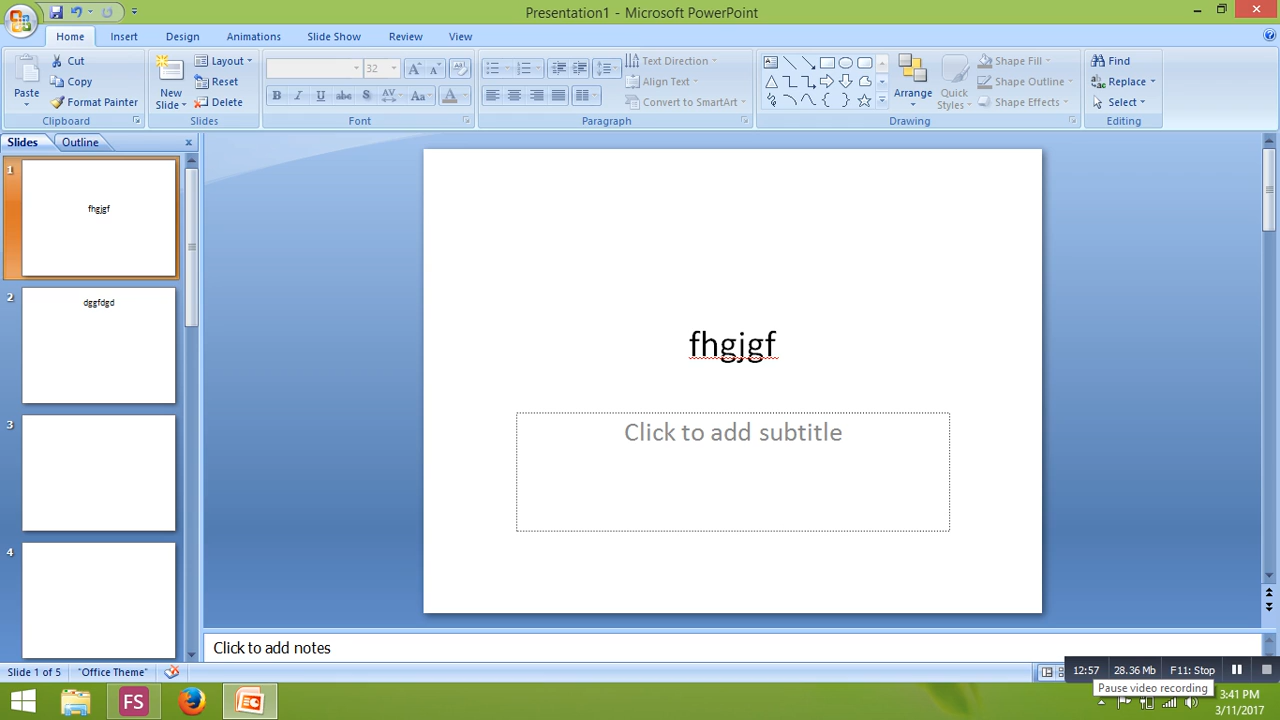 Presentation1 - Microsoft PowerPoint
Home Insert Design Animations Slide Show Review View
Paste
Cut
Copy
Format Painter
Clipboard
New Slide
Layout
Reset
Delete
Slides
32
B I U abc S AV Aa A
Font
Text Direction
Align Text
Convert to SmartArt
Paragraph
Arrange
Quick Styles
Shape Fill
Shape Outline
Shape Effects
Drawing
Find
Replace
Select
Editing
Slides Outline
1
fhgjgf
2
dggfdgd
3
4
fhgjgf
Click to add subtitle
Click to add notes
Slide 1 of 5 "Office Theme"
12:57 28.36 Mb F11: Stop
Pause video recording
FS
3:41 PM
3/11/2017